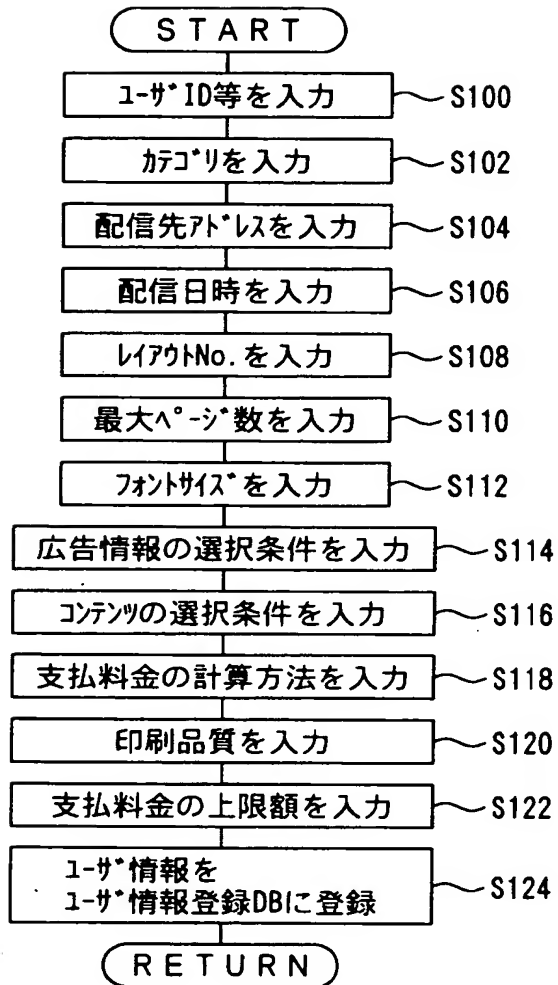 START
ﾕｰｻﾞID等を入力 S100
ｶﾃｺﾞﾘを入力 S102
配信先ｱﾄﾞﾚｽを入力 S104
配信日時を入力 S106
ﾚｲｱｳﾄNo.を入力 S108
最大ﾍﾟｰｼﾞ数を入力 S110
ﾌｫﾝﾄｻｲｽﾞを入力 S112
広告情報の選択条件を入力 S114
ｺﾝﾃﾝﾂの選択条件を入力 S116
支払料金の計算方法を入力 S118
印刷品質を入力 S120
支払料金の上限額を入力 S122
ﾕｰｻﾞ情報を
ﾕｰｻﾞ情報登録DBに登録 S124
RETURN